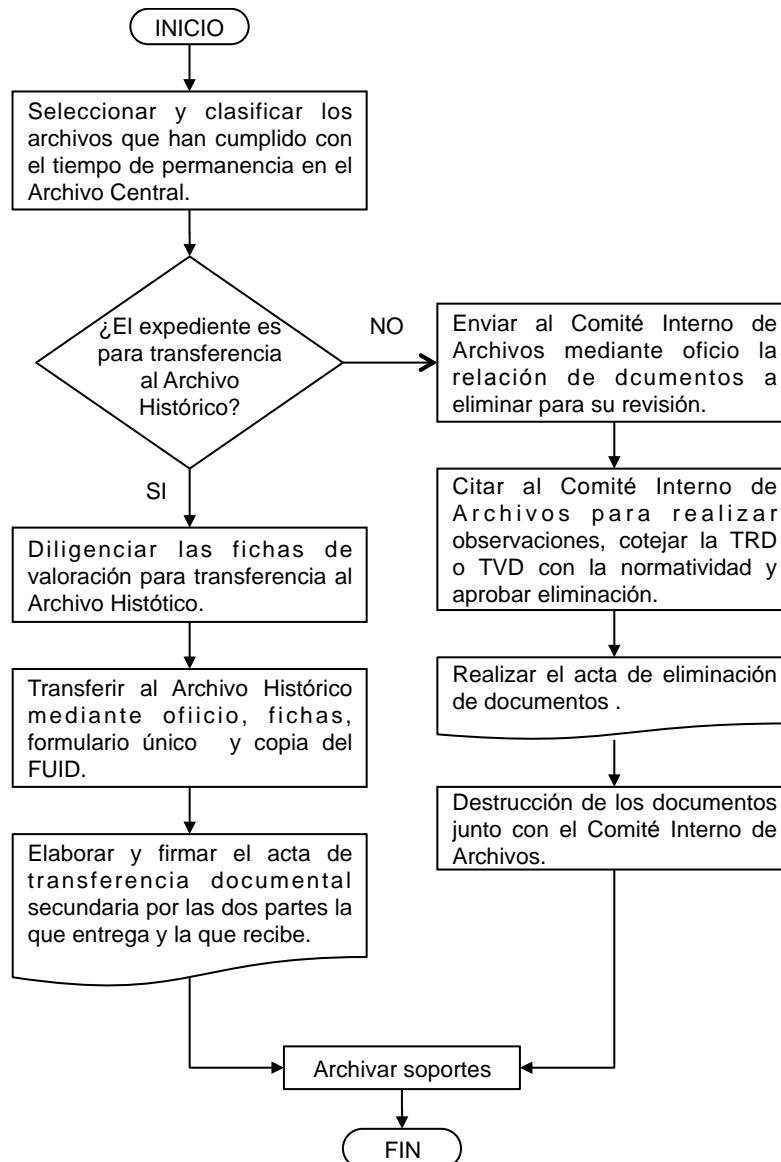 INICIO
Seleccionar y clasificar los
archivos que han cumplido con
el tiempo de permanencia en el
Archivo Central.
¿El expediente es
para transferencia
al Archivo
Histórico?
NO
SI
Enviar al Comité Interno de
Archivos mediante oficio la
relación de dcumentos a
eliminar para su revisión.
Citar al Comité Interno de
Archivos para realizar
observaciones, cotejar la TRD
o TVD con la normatividad y
aprobar eliminación.
Realizar el acta de eliminación
de documentos .
Destrucción de los documentos
junto con el Comité Interno de
Archivos.
Diligenciar las fichas de
valoración para transferencia al
Archivo Histótico.
Transferir al Archivo Histórico
mediante ofiicio, fichas,
formulario único y copia del
FUID.
Elaborar y firmar el acta de
transferencia documental
secundaria por las dos partes la
que entrega y la que recibe.
Archivar soportes
FIN